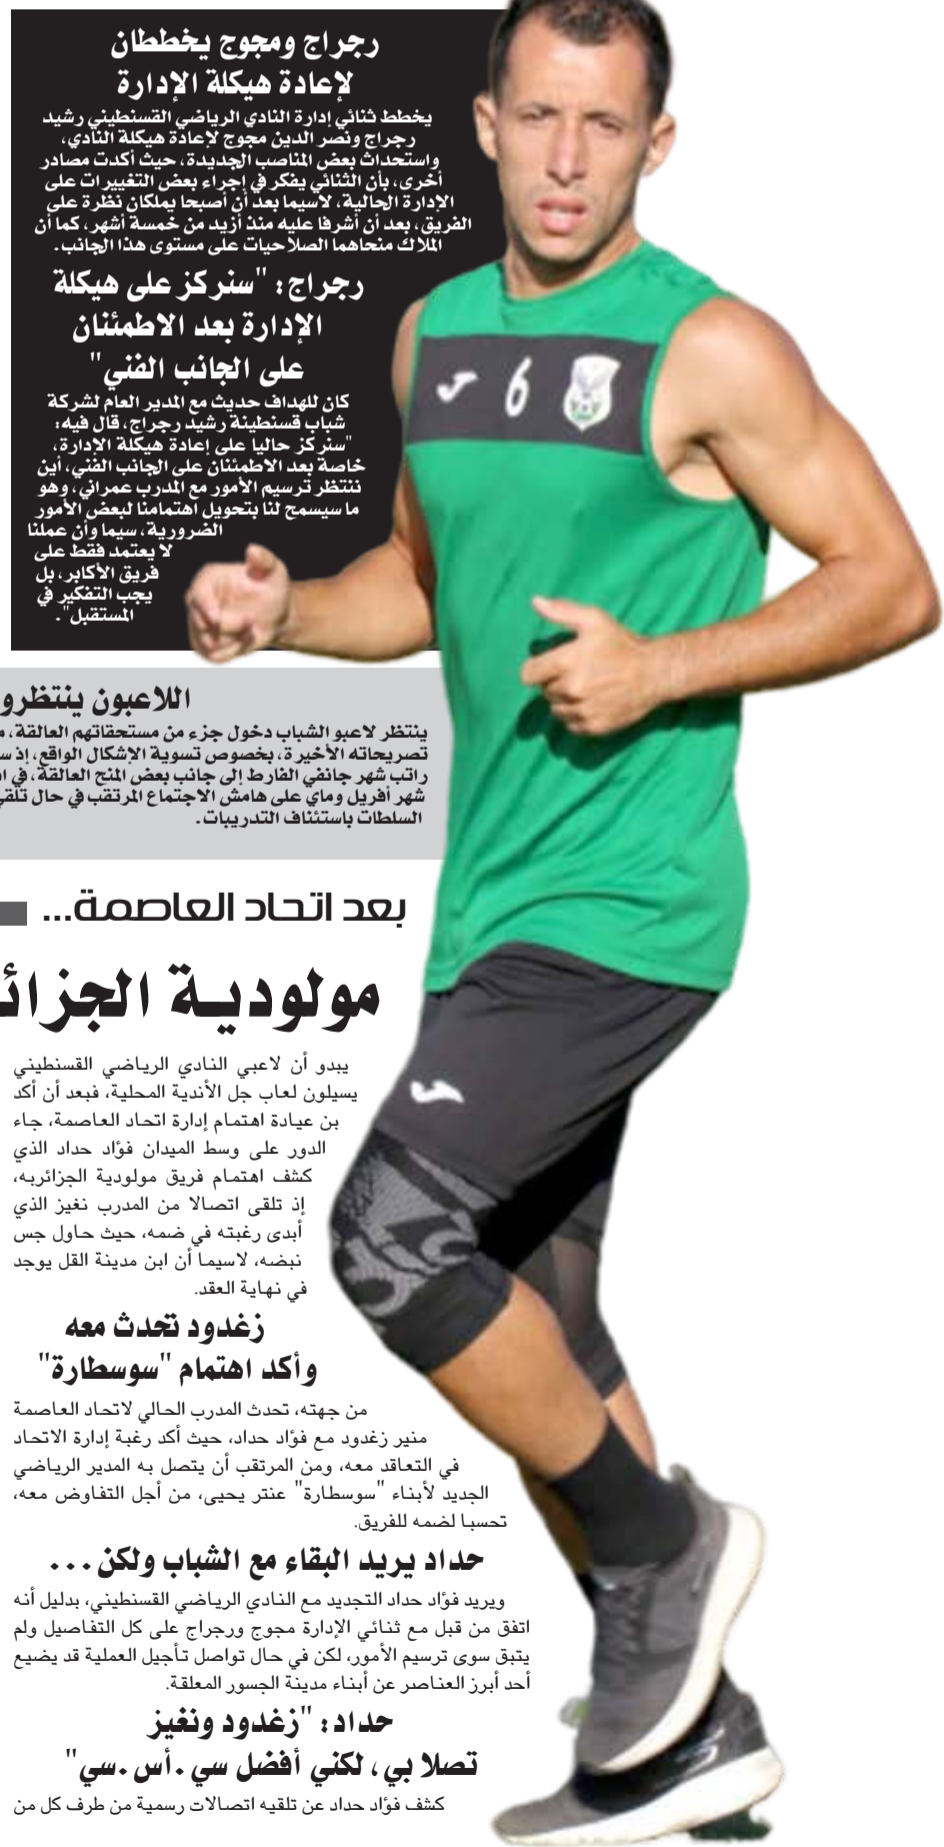 رجراج ومجوج يخططان
لإعادة هيكلة الإدارة
يخطط ثنائي إدارة النادي الرياضي القسنطيني رشيد
رجراج ونصر الدين مجوج لإعادة هيكلة النادي،
واستحداث بعض المناصب الجديدة، حيث أكدت مصادر
أخرى، بأن الثنائي يفكر في إجراء بعض التغييرات على
الإدارة الحالية، لاسيما بعد أن أصبحا يملكان نظرة على
الفريق، بعد أن أشرفا عليه منذ أزيد من خمسة أشهر، كما أن
الملاك منحاهما الصلاحيات على مستوى هذا الجانب.
رجراج: "سنركز على هيكلة
الإدارة بعد الاطمئنان
على الجانب الفني"
كان للهداف حديث مع المدير العام لشركة
شباب قسنطينة رشيد رجراج، قال فيه:
"سنركز حاليا على إعادة هيكلة الإدارة،
خاصة بعد الاطمئنان على الجانب الفني، أين
ننتظر ترسيم الأمور مع المدرب عمراني، وهو
ما سيسمح لنا بتحويل اهتمامنا لبعض الأمور
الضرورية، سيما وأن عملنا
لا يعتمد فقط على
فريق الأكابر، بل
يجب التفكير في
المستقبل".
6
اللاعبون ينتظرو
ينتظر لاعبو الشباب دخول جزء من مستحقاتهم العالقة،
تصريحاته الأخيرة، بخصوص تسوية الإشكال الواقع، إذ
راتب شهر جانفي الفارط إلى جانب بعض المنح العالقة، في
شهر أفريل وماي على هامش الاجتماع المرتقب في حال تلقي
السلطات باستئناف التدريبات.
بعد اتحاد العاصمة...
مولودية الجزائ
يبدو أن لاعبي النادي الرياضي القسنطيني
يسيلون لعاب جل الأندية المحلية، فبعد أن أكد
بن عيادة اهتمام إدارة اتحاد العاصمة، جاء
الدور على وسط الميدان فؤاد حداد الذي
كشف اهتمام فريق مولودية الجزائربه،
إذ تلقى اتصالا من المدرب نغيز الذي
أبدى رغبته في ضمه، حيث حاول جس
نبضه، لاسيما أن ابن مدينة القل يوجد
في نهاية العقد.
زغدود تحدث معه
وأكد اهتمام "سوسطارة"
من جهته، تحدث المدرب الحالي لاتحاد العاصمة
منير زغدود مع فؤاد حداد، حيث أكد رغبة إدارة الاتحاد
في التعاقد معه، ومن المرتقب أن يتصل به المدير الرياضي
الجديد لأبناء "سوسطارة" عنتر يحيى، من أجل التفاوض معه،
تحسبا لضمه للفريق.
حداد يريد البقاء مع الشباب ولكن...
ويريد فؤاد حداد التجديد مع النادي الرياضي القسنطيني، بدليل أنه
اتفق من قبل مع ثنائي الإدارة مجوج ورجراج على كل التفاصيل ولم
يتبق سوى ترسيم الأمور، لكن في حال تواصل تأجيل العملية قد يضيع
أحد أبرز العناصر عن أبناء مدينة الجسور المعلقة.
حداد: "زغدود ونغيز
تصلا بي، لكني أفضل سي.أس.سي"
كشف فؤاد حداد عن تلقيه اتصالات رسمية من طرف كل من